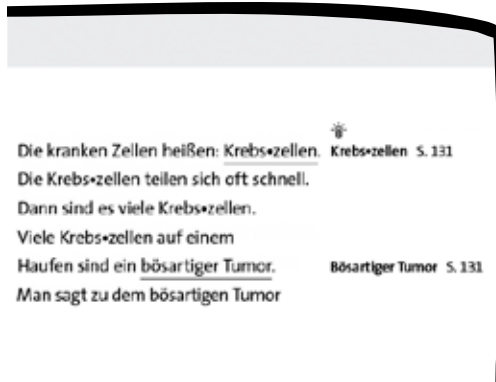 Die kranken Zellen heißen: Krebs•zellen. Krebs•zellen S. 131
Die Krebs•zellen teilen sich oft schnell.
Dann sind es viele Krebs•zellen.
Viele Krebs•zellen auf einem
Haufen sind ein bösartiger Tumor. Bösartiger Tumor S. 131
Man sagt zu dem bösartigen Tumor